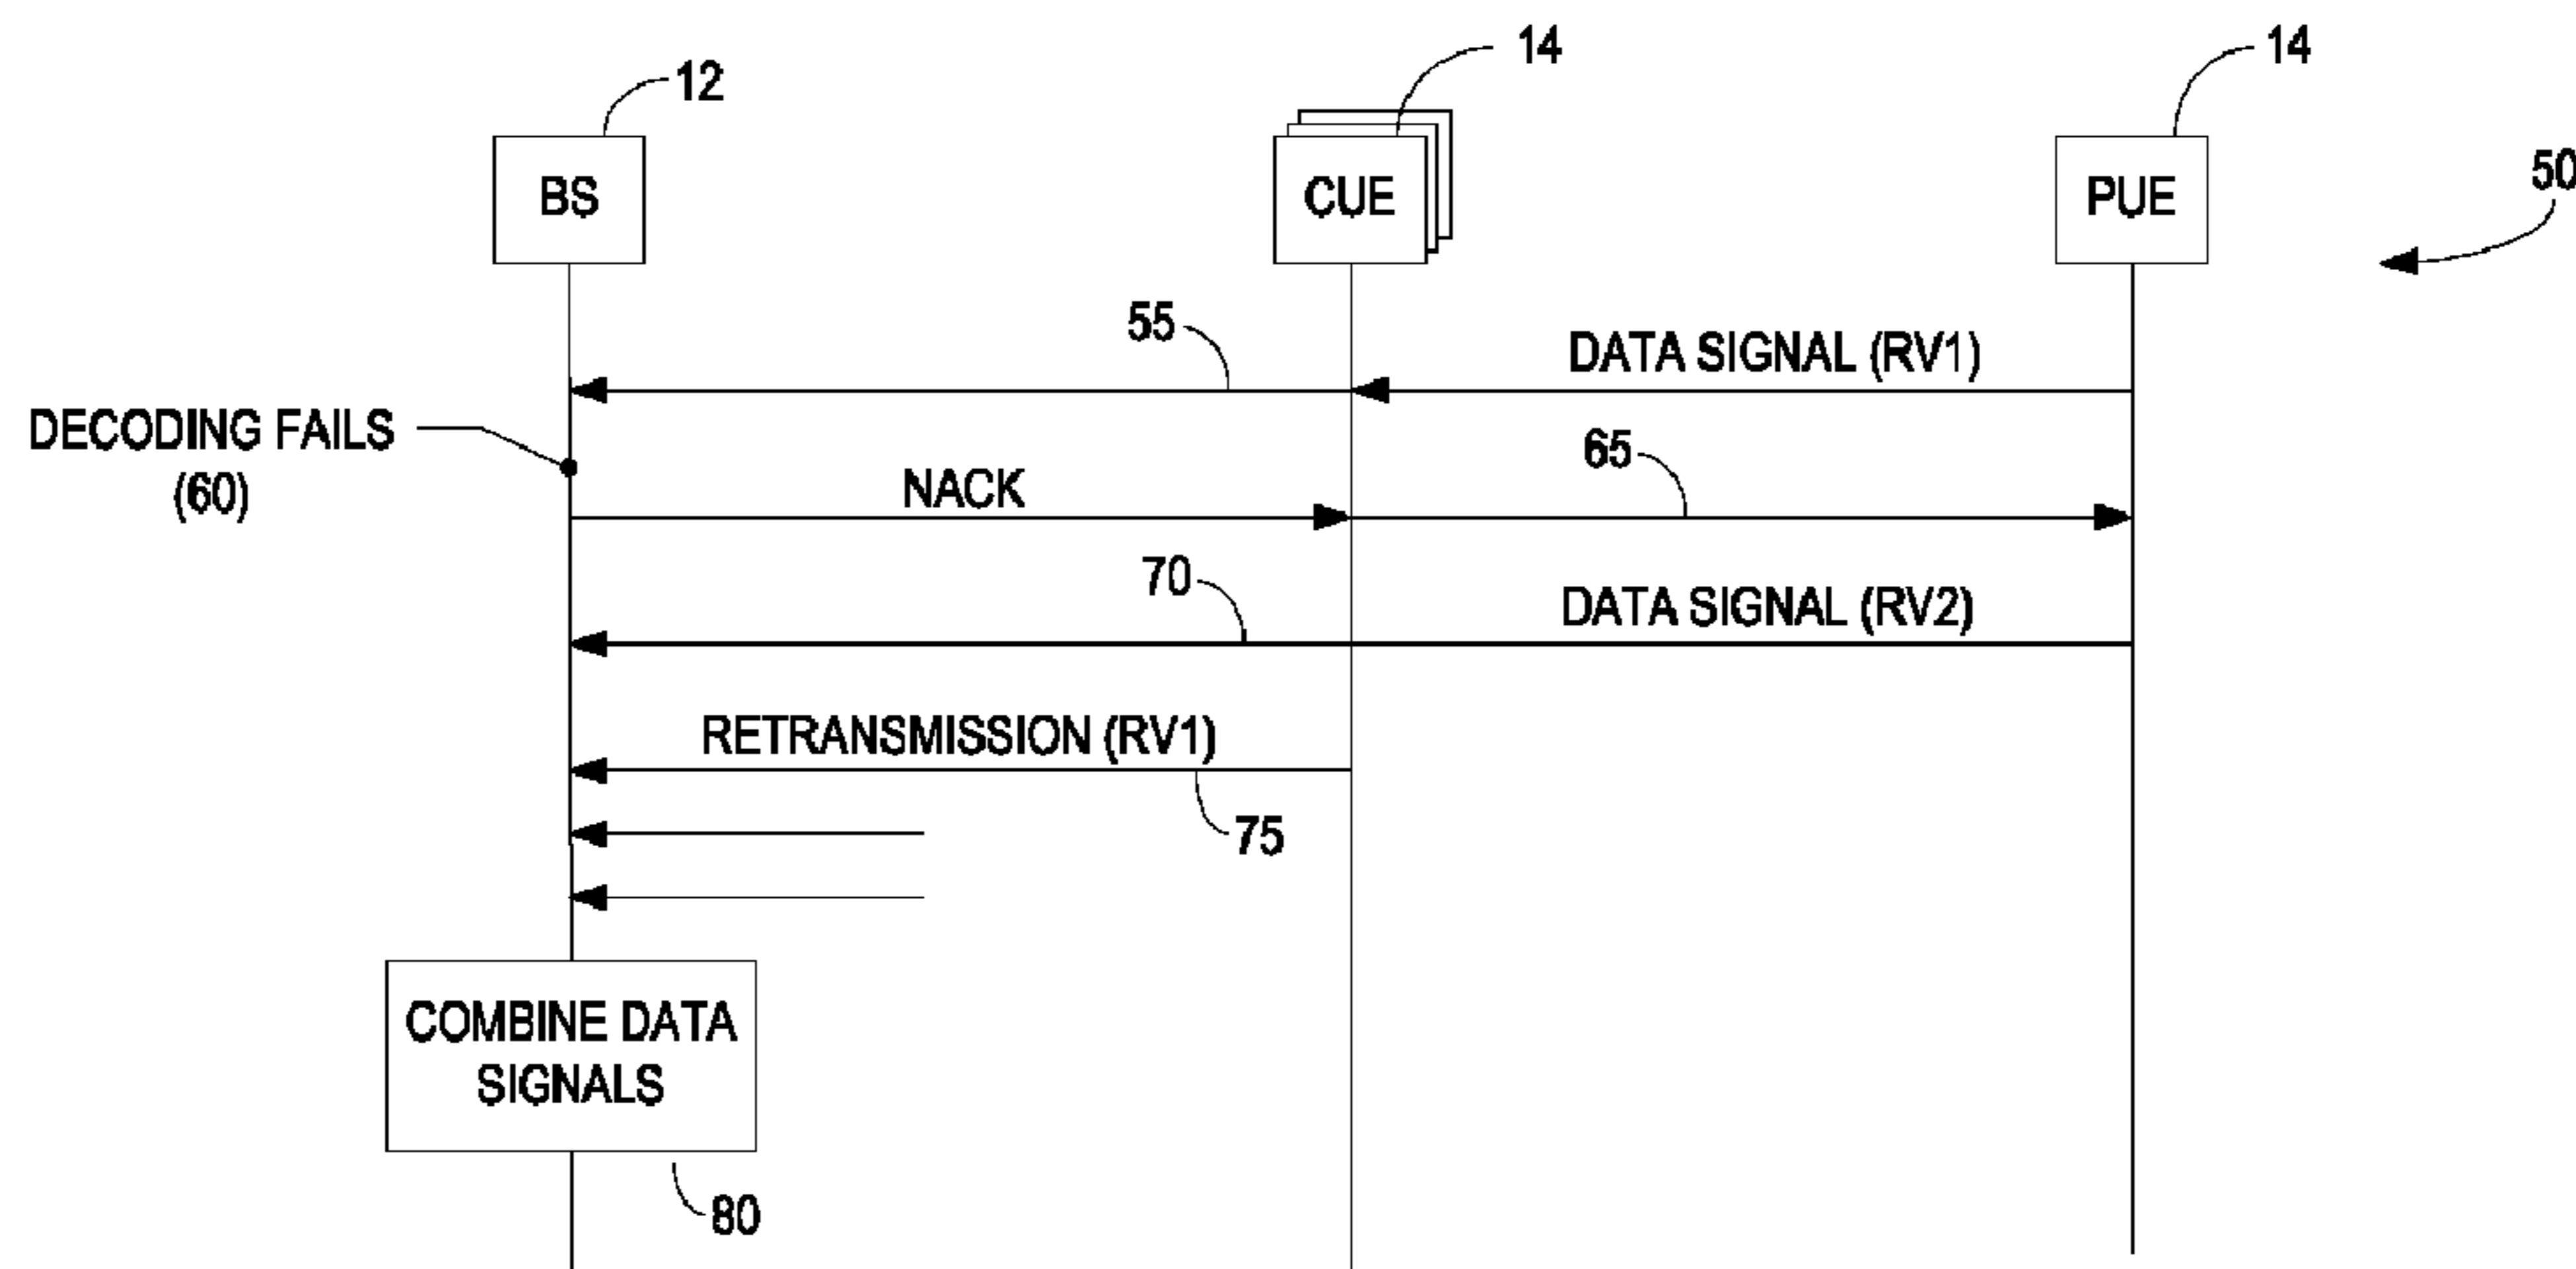 12
14
14
BS
CUE
PUE
50
55
DATA SIGNAL (RV1)
DECODING FAILS
(60)
NACK
65
70
DATA SIGNAL (RV2)
RETRANSMISSION (RV1)
75
COMBINE DATA
SIGNALS
80